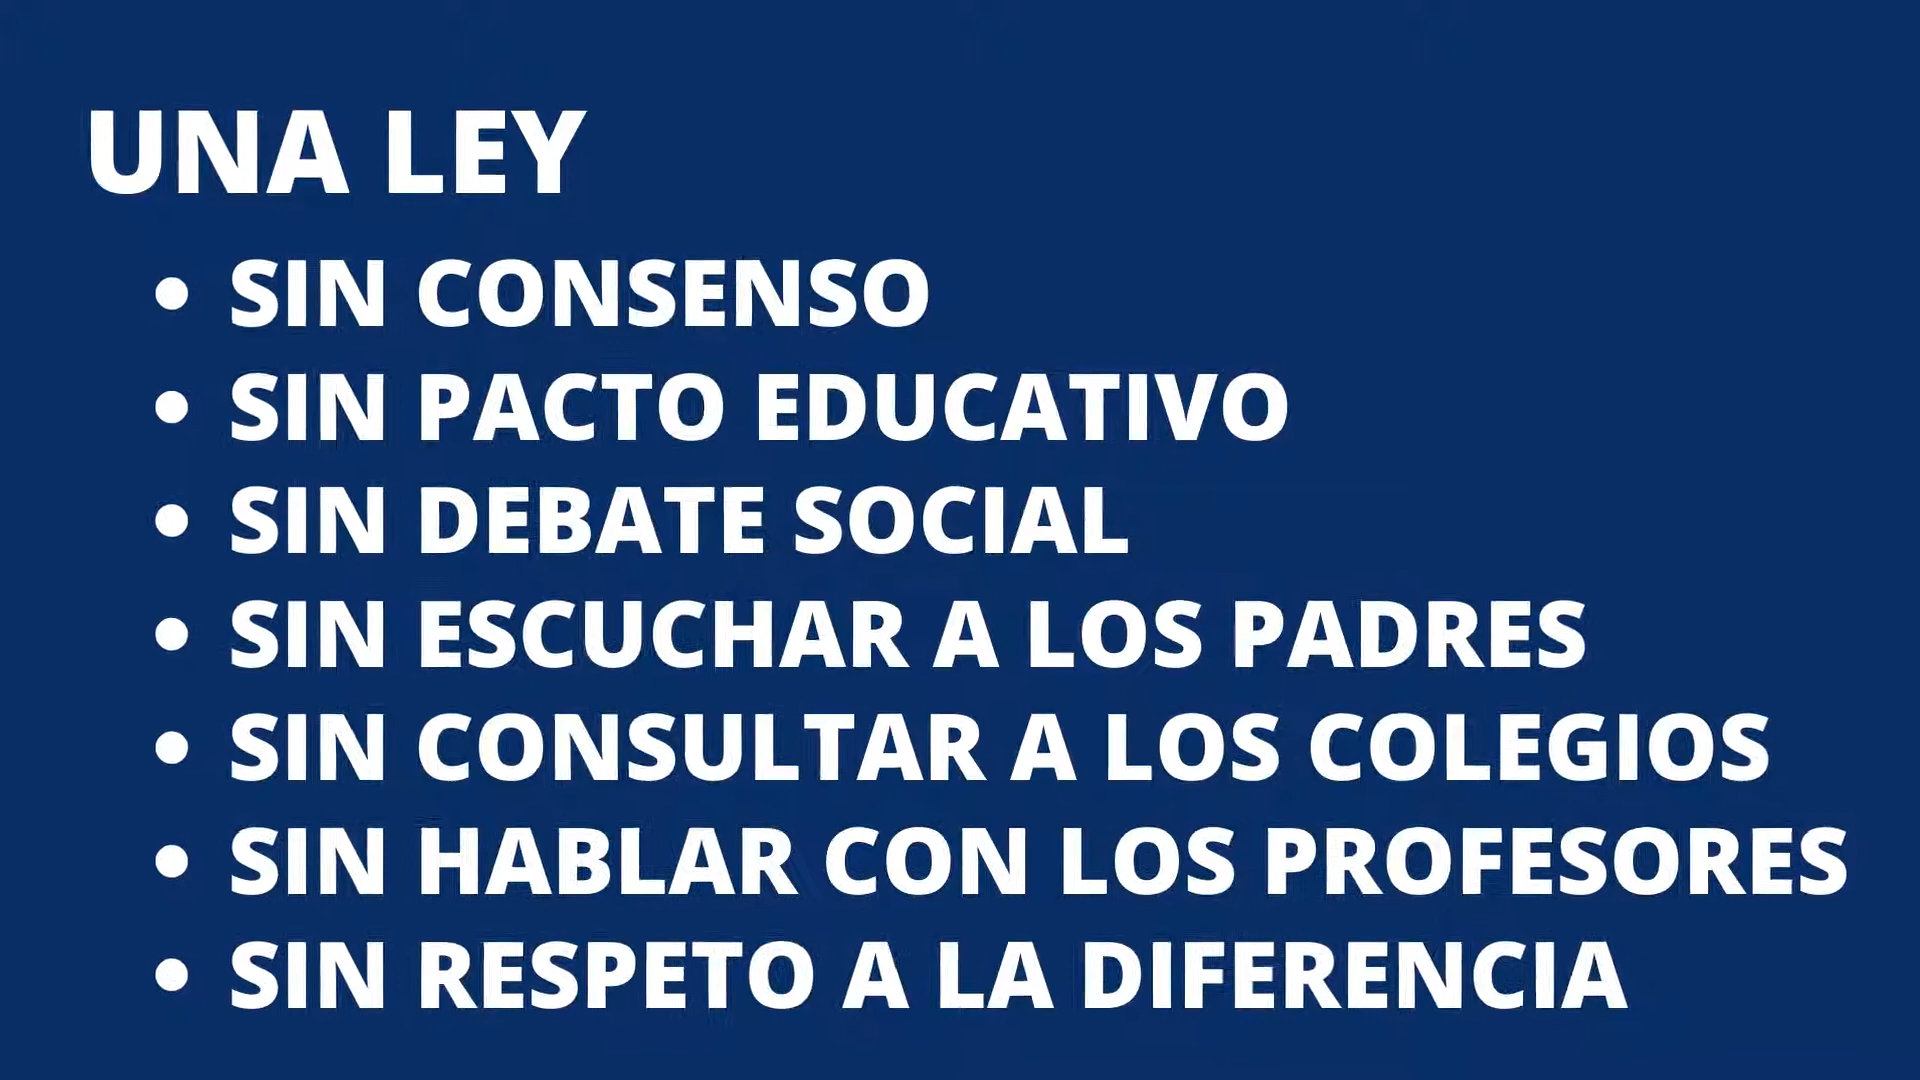 UNA LEY
• SIN CONSENSO
• SIN PACTO EDUCATIVO
• SIN DEBATE SOCIAL
• SIN ESCUCHAR A LOS PADRES
• SIN CONSULTAR A LOS COLEGIOS
• SIN HABLAR CON LOS PROFESORES
• SIN RESPETO A LA DIFERENCIA